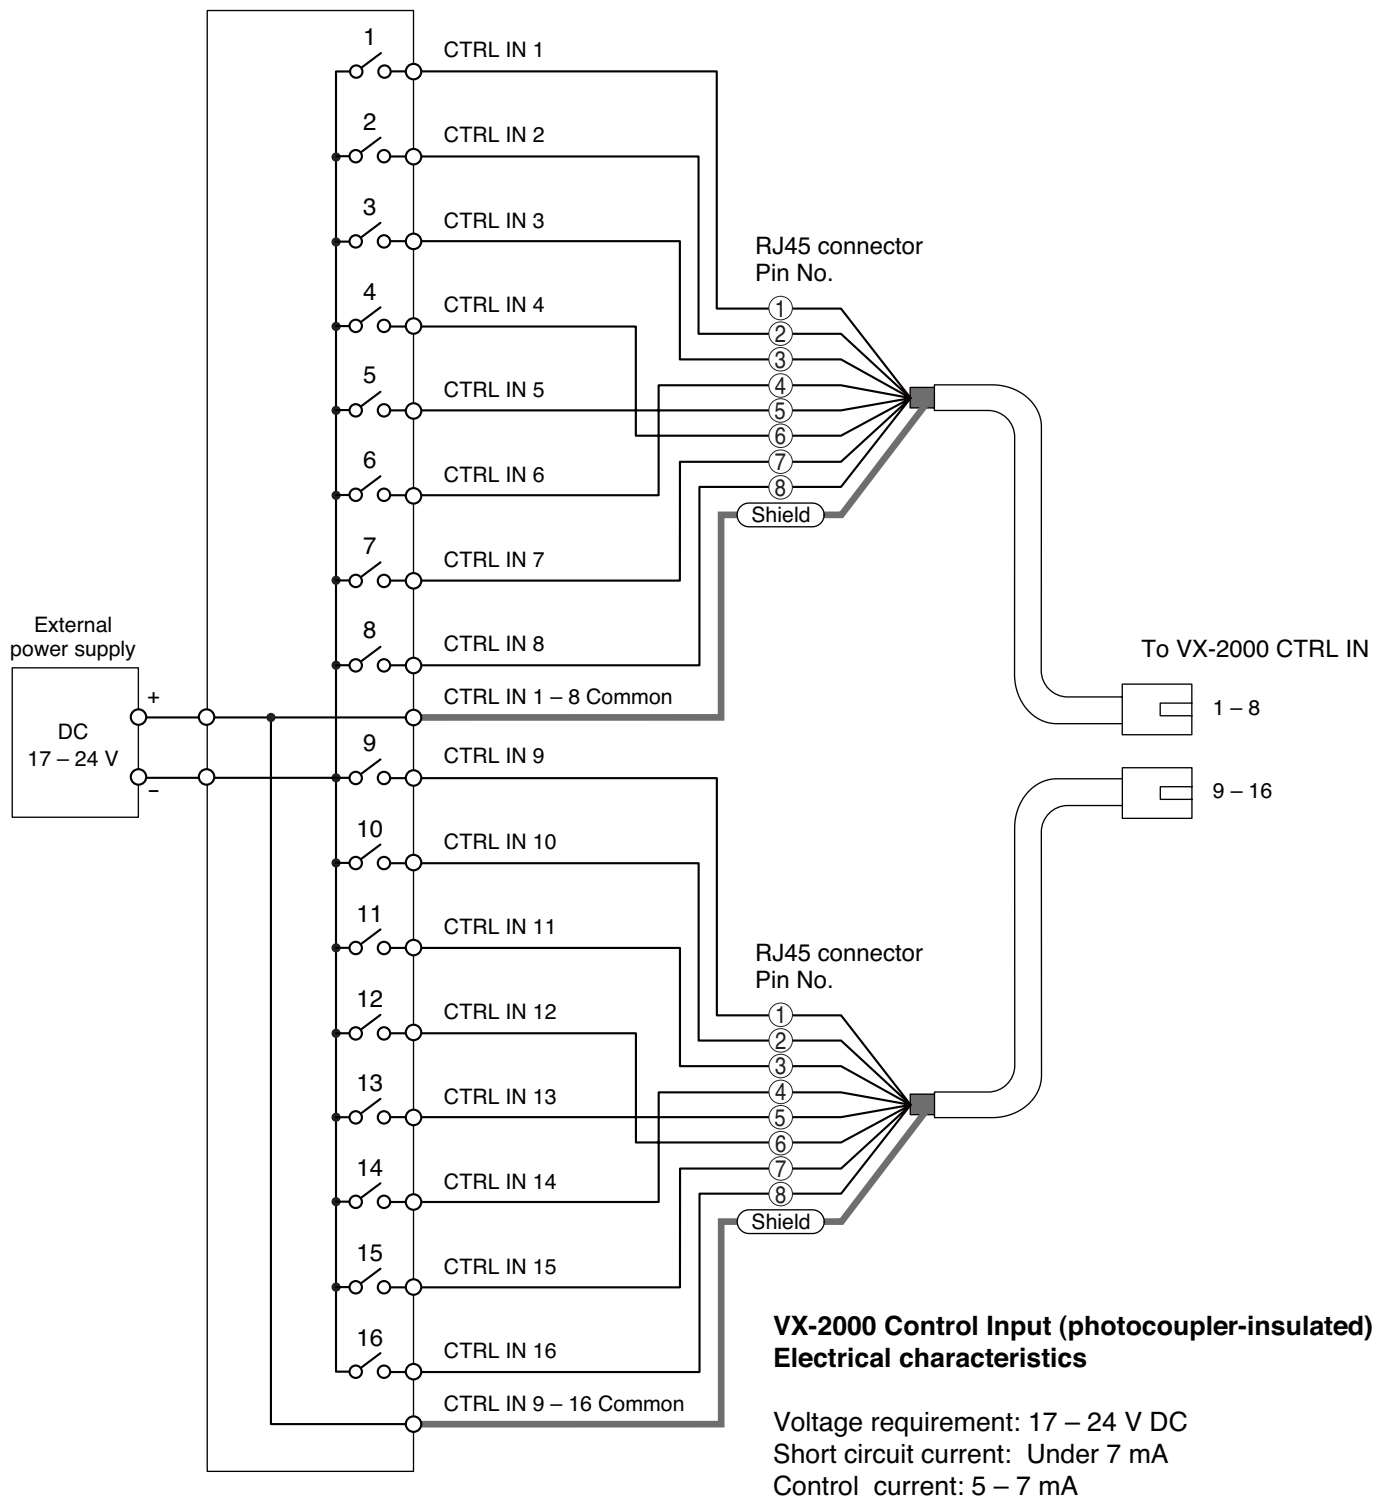 1
CTRL IN 1
2
CTRL IN 2
3
CTRL IN 3
RJ45 connector
Pin No.
4
CTRL IN 4
1
2
3
4
5
6
7
8
Shield
5
CTRL IN 5
6
CTRL IN 6
7
CTRL IN 7
8
CTRL IN 8
External
power supply
DC
17 – 24 V
+
–
CTRL IN 1 – 8 Common
To VX-2000 CTRL IN
1 – 8
9 – 16
9
CTRL IN 9
10
CTRL IN 10
11
CTRL IN 11
RJ45 connector
Pin No.
12
CTRL IN 12
1
2
3
4
5
6
7
8
Shield
13
CTRL IN 13
14
CTRL IN 14
15
CTRL IN 15
16
CTRL IN 16
CTRL IN 9 – 16 Common
VX-2000 Control Input (photocoupler-insulated)
Electrical characteristics
Voltage requirement: 17 – 24 V DC
Short circuit current: Under 7 mA
Control current: 5 – 7 mA